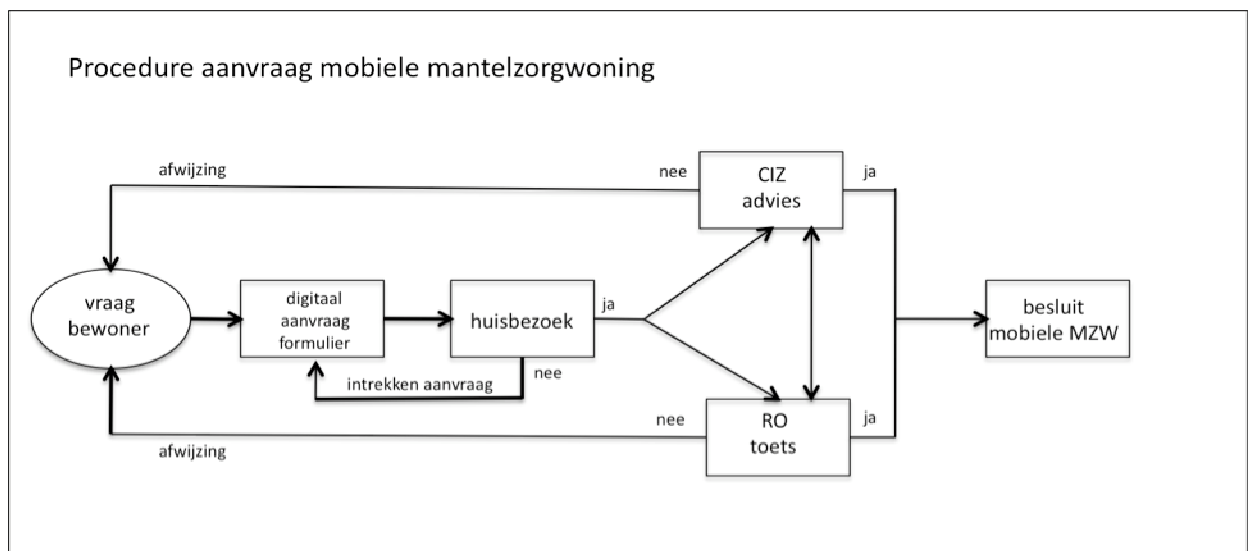 Procedure aanvraag mobiele mantelzorgwoning
afwijzing
nee
CIZ
advies
ja
vraag
bewoner
digitaal
aanvraag
formulier
huisbezoek
ja
nee
intrekken aanvraag
besluit
mobiele MZW
nee
RO
toets
ja
afwijzing